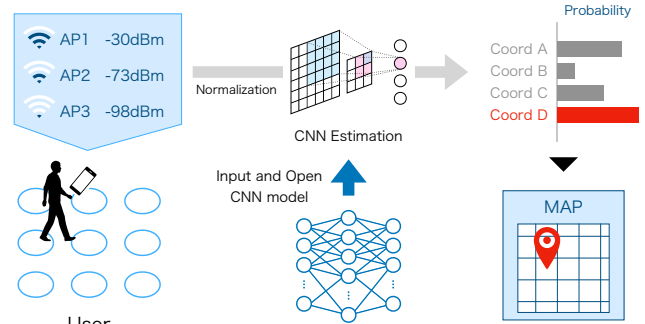 Probability
AP1 -30dBm
AP2 -73dBm
AP3 -98dBm
Normalization
CNN Estimation
Coord A
Coord B
Coord C
Coord D
Input and Open
CNN model
MAP
User